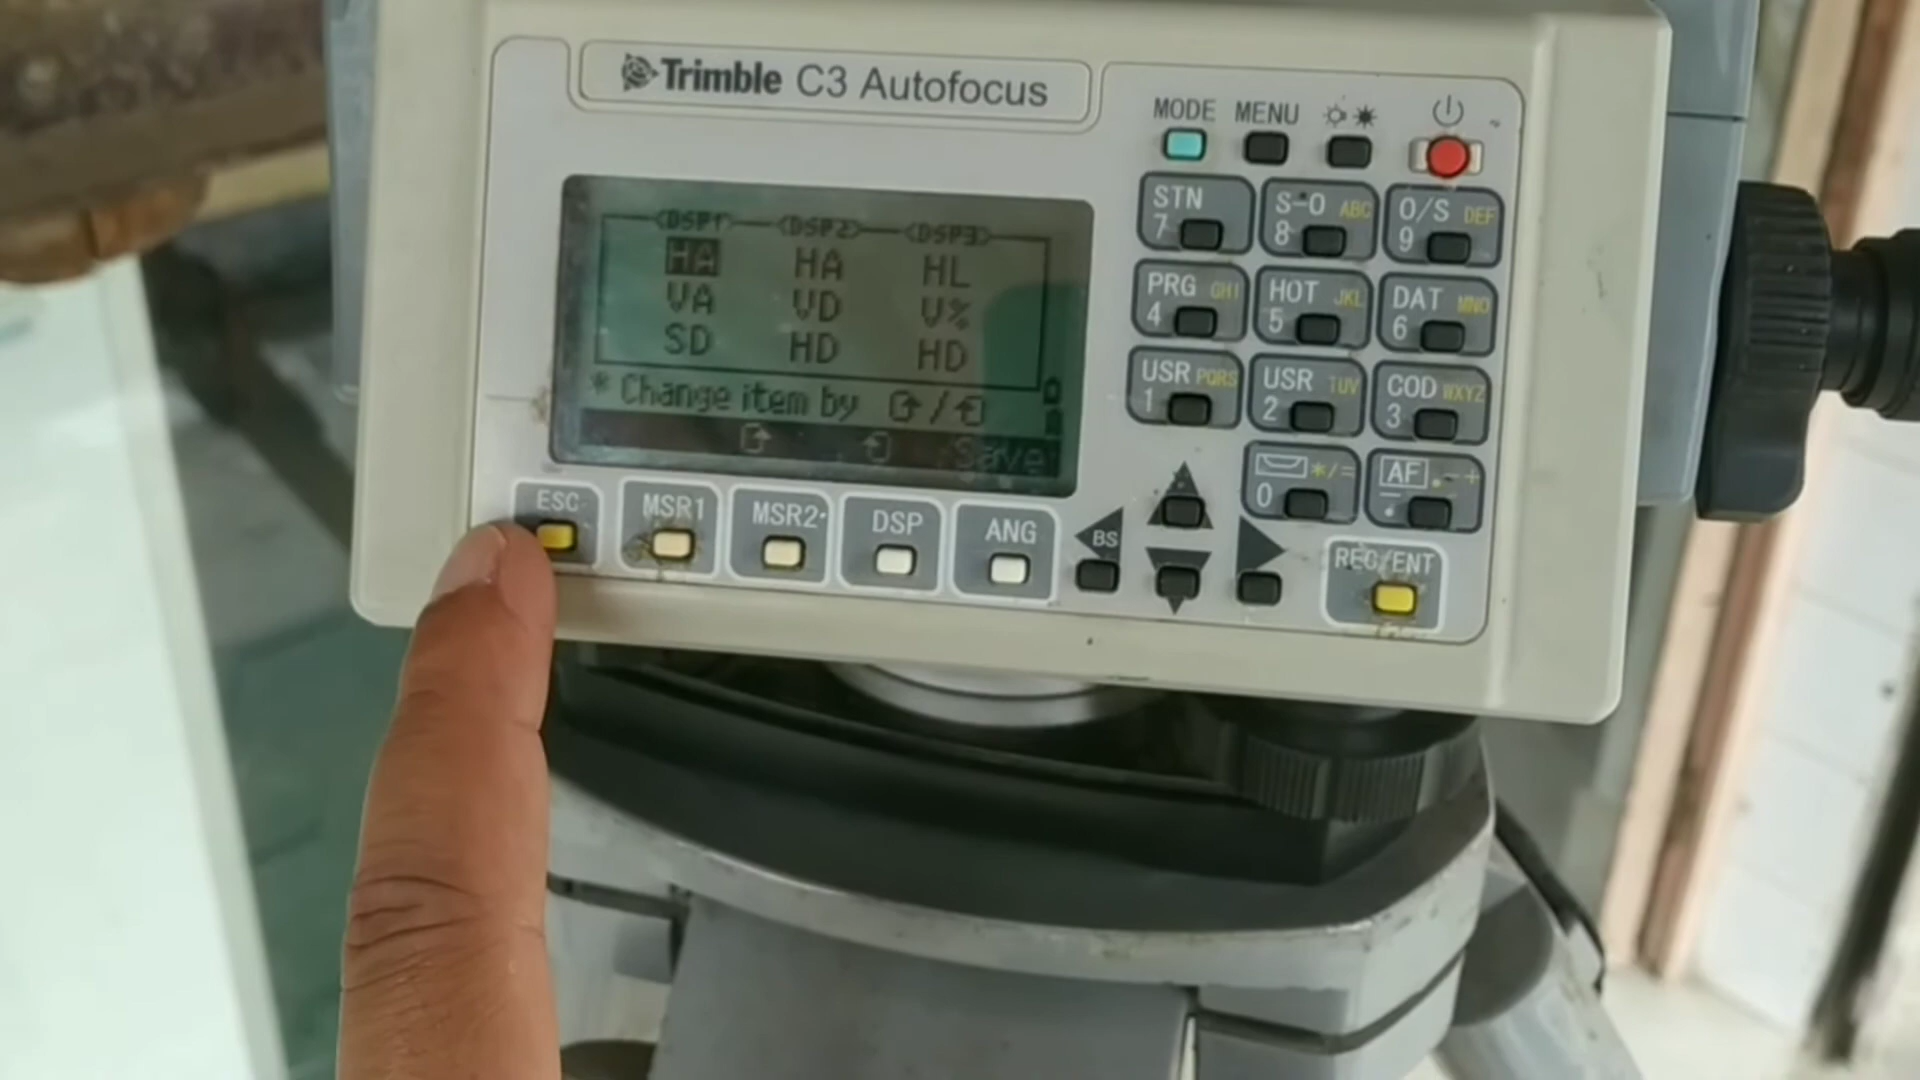 Trimble C3 Autofocus
MODE MENU
<DSP1> <DSP2> <DSP3>
HA HA HL
VA VD V%
SD HD HD
* Change item by /
Save
STN
7
S-O ABC
8
O/S DEF
9
PRG GHI
4
HOT JKL
5
DAT MNO
6
USR PQRS
1
USR TUV
2
COD WXYZ
3
*/=
0
AF .-+
ESC MSR1 MSR2 DSP ANG
BS
REC/ENT